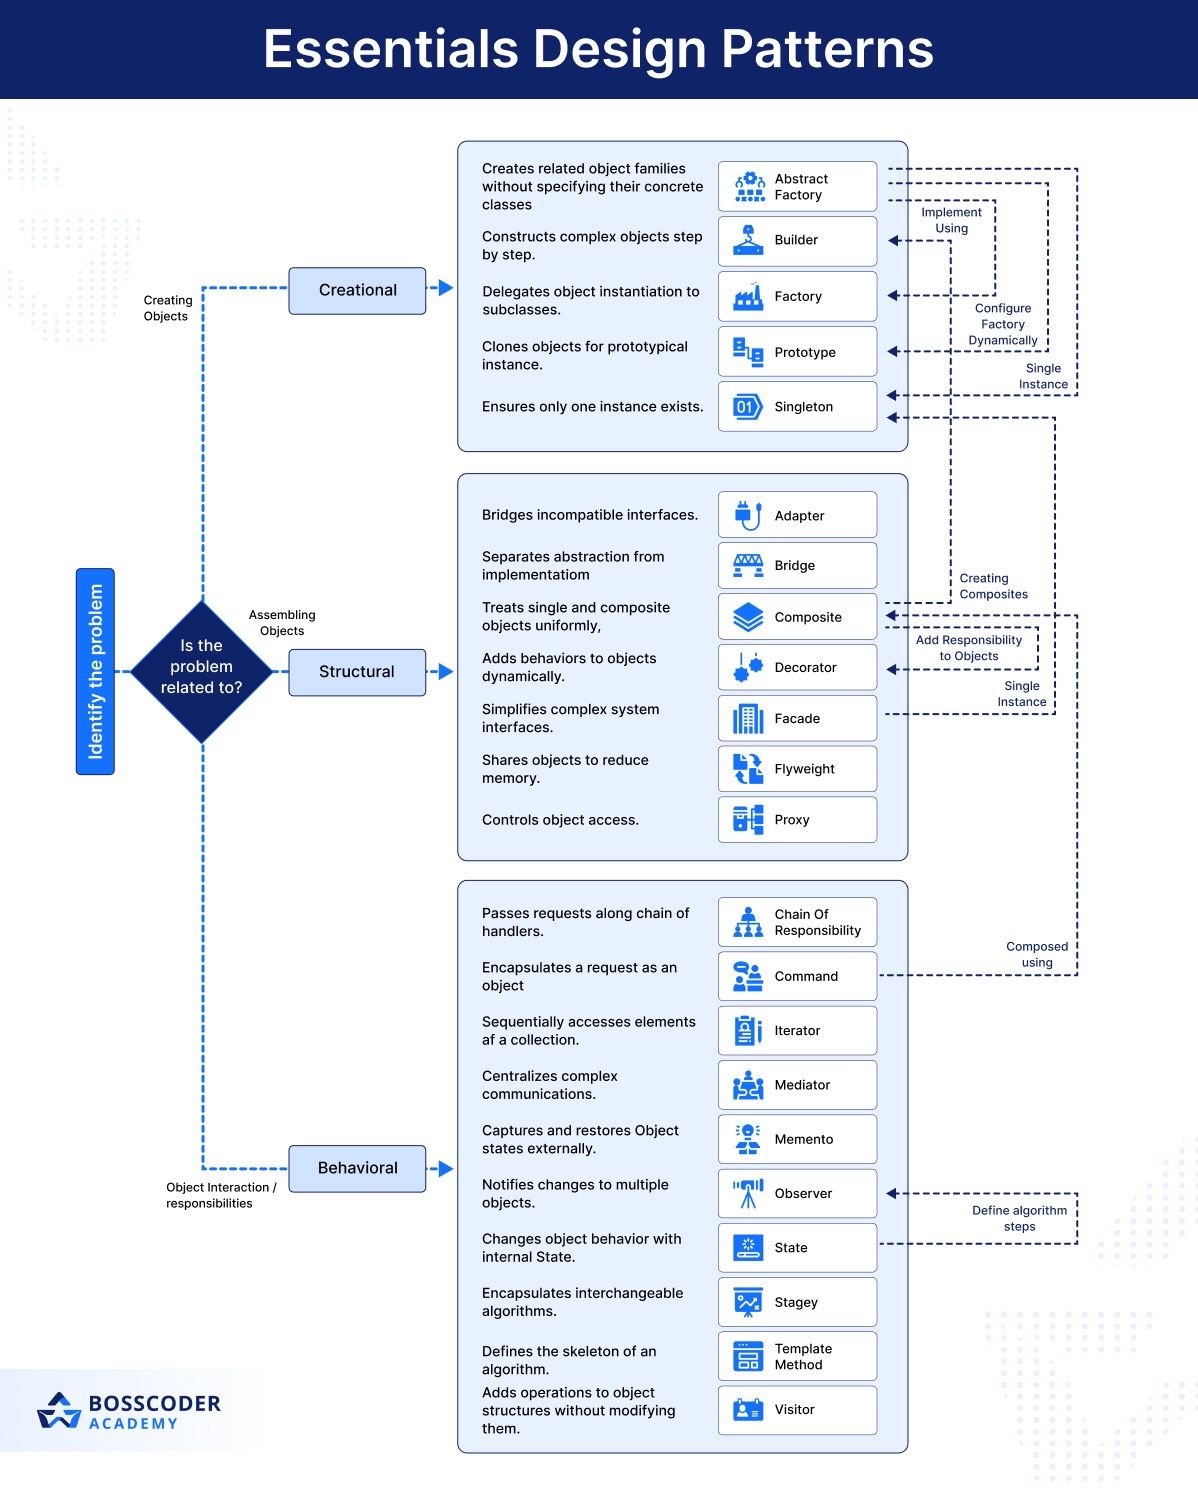 Essentials Design Patterns
Identify the problem
Is the
problem
related to?
Creating
Objects
Creational
Creates related object families
without specifying their concrete
classes
Abstract
Factory
Constructs complex objects step
by step.
Builder
Delegates object instantiation to
subclasses.
Factory
Clones objects for prototypical
instance.
Prototype
Ensures only one instance exists.
Singleton
Implement
Using
Configure
Factory
Dynamically
Single
Instance
Assembling
Objects
Structural
Bridges incompatible interfaces.
Adapter
Separates abstraction from
implementatiom
Bridge
Treats single and composite
objects uniformly,
Composite
Adds behaviors to objects
dynamically.
Decorator
Simplifies complex system
interfaces.
Facade
Shares objects to reduce
memory.
Flyweight
Controls object access.
Proxy
Creating
Composites
Add Responsibility
to Objects
Single
Instance
Object Interaction /
responsibilities
Behavioral
Passes requests along chain of
handlers.
Chain Of
Responsibility
Encapsulates a request as an
object
Command
Sequentially accesses elements
af a collection.
Iterator
Centralizes complex
communications.
Mediator
Captures and restores Object
states externally.
Memento
Notifies changes to multiple
objects.
Observer
Changes object behavior with
internal State.
State
Encapsulates interchangeable
algorithms.
Stagey
Defines the skeleton of an
algorithm.
Template
Method
Adds operations to object
structures without modifying
them.
Visitor
Composed
using
Define algorithm
steps
01
BOSSCODER
ACADEMY